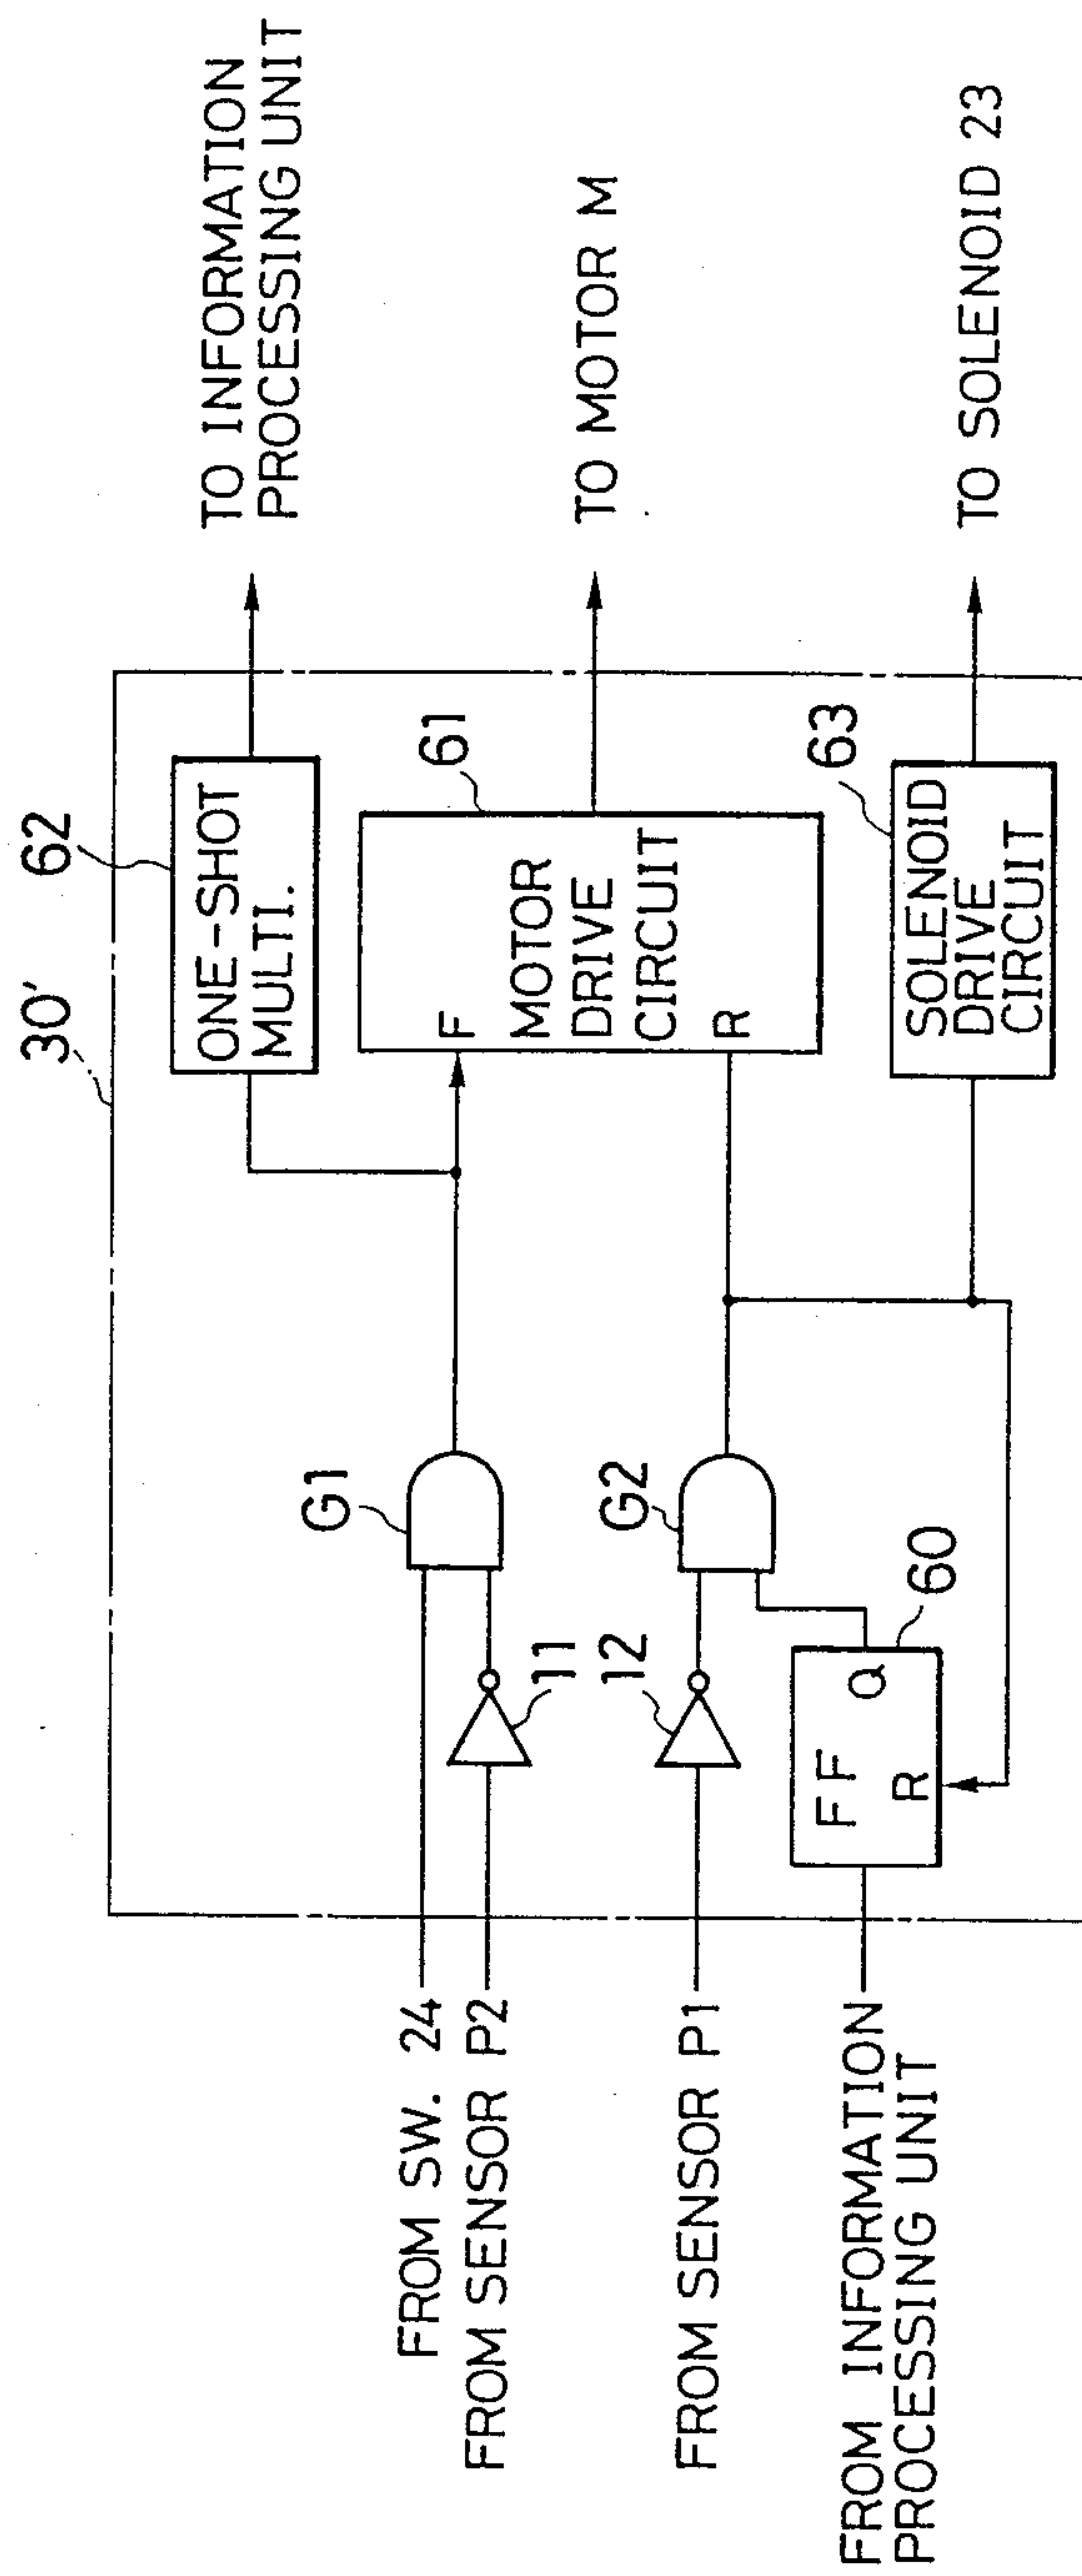 30'
62
ONE-SHOT
MULTI.
TO INFORMATION
PROCESSING UNIT
61
F
MOTOR
DRIVE
CIRCUIT
R
TO MOTOR M
G1
FROM SW. 24
FROM SENSOR P2
11
G2
12
FROM SENSOR P1
63
SOLENOID
DRIVE
CIRCUIT
TO SOLENOID 23
60
FF
Q
R
FROM INFORMATION
PROCESSING UNIT